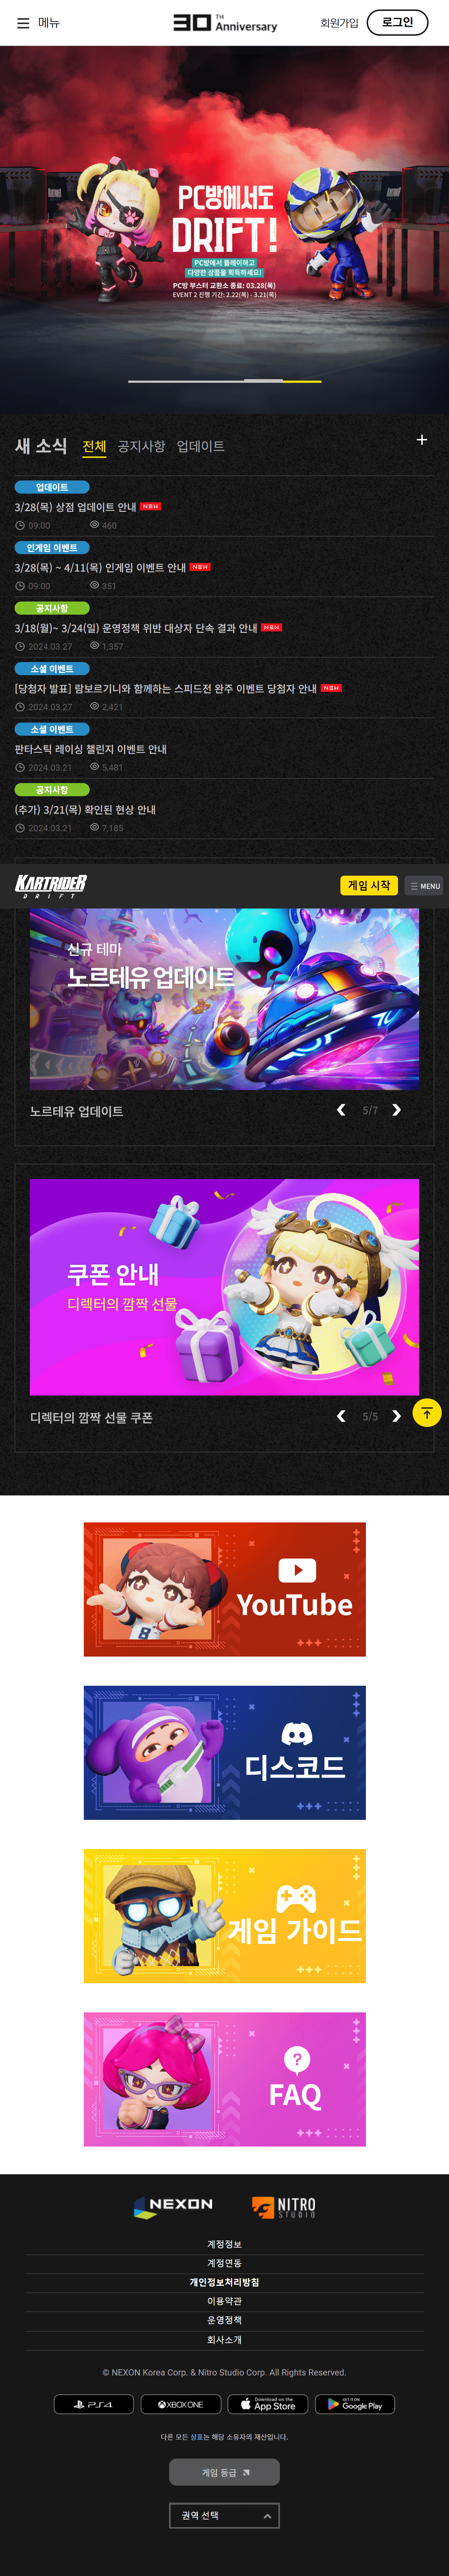 메뉴
30TH Anniversary
회원가입
로그인
PC방에서도
DRIFT!
PC방에서 플레이하고
다양한 상품을 획득하세요!
PC방 부스터 교환소 종료: 03.28(목)
EVENT 2 진행 기간: 2.22(목) - 3.21(목)
새 소식 전체 공지사항 업데이트
업데이트
3/28(목) 상점 업데이트 안내 NEW
09:00 460
인게임 이벤트
3/28(목) ~ 4/11(목) 인게임 이벤트 안내 NEW
09:00 351
공지사항
3/18(월)~ 3/24(일) 운영정책 위반 대상자 단속 결과 안내 NEW
2024.03.27 1,357
소셜 이벤트
[당첨자 발표] 람보르기니와 함께하는 스피드전 완주 이벤트 당첨자 안내 NEW
2024.03.27 2,421
소셜 이벤트
판타스틱 레이싱 챌린지 이벤트 안내
2024.03.21 5,481
공지사항
(추가) 3/21(목) 확인된 현상 안내
2024.03.21 7,185
KARTRIDER
DRIFT
게임 시작
MENU
신규 테마
노르테유 업데이트
노르테유 업데이트
5/7
쿠폰 안내
디렉터의 깜짝 선물
디렉터의 깜짝 선물 쿠폰
5/5
YouTube
디스코드
게임 가이드
FAQ
NEXON
NITRO
STUDIO
계정정보
계정연동
개인정보처리방침
이용약관
운영정책
회사소개
© NEXON Korea Corp. & Nitro Studio Corp. All Rights Reserved.
PS4
XBOX ONE
Download on the
App Store
GET IT ON
Google Play
다른 모든 상표는 해당 소유자의 재산입니다.
게임 등급
권역 선택